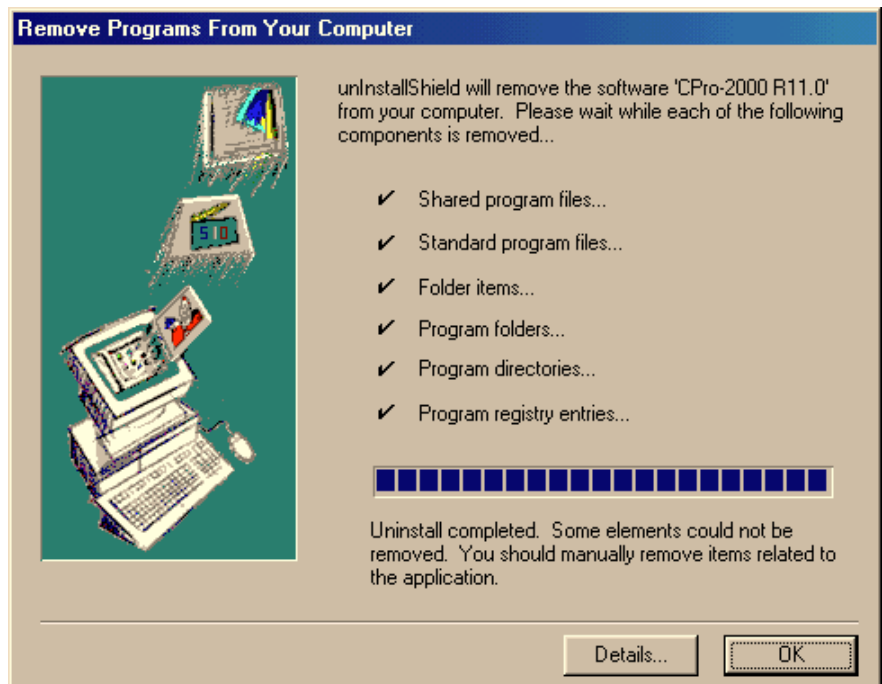 Remove Programs From Your Computer
unInstallShield will remove the software 'CPro-2000 R11.0'
from your computer.  Please wait while each of the following
components is removed...
✔ Shared program files...
✔ Standard program files...
✔ Folder items...
✔ Program folders...
✔ Program directories...
✔ Program registry entries...
Uninstall completed.  Some elements could not be
removed.  You should manually remove items related to
the application.
Details...
OK